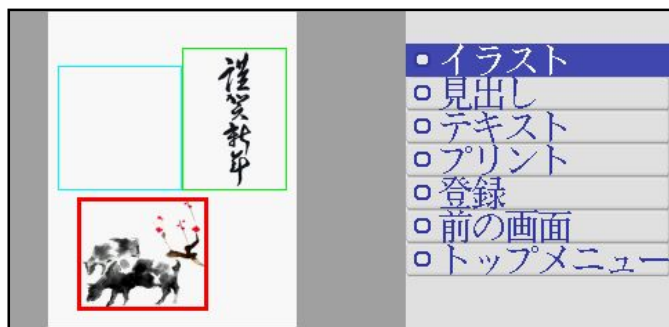 謹賀新年
イラスト
見出し
テキスト
プリント
登録
前の画面
トップメニュー